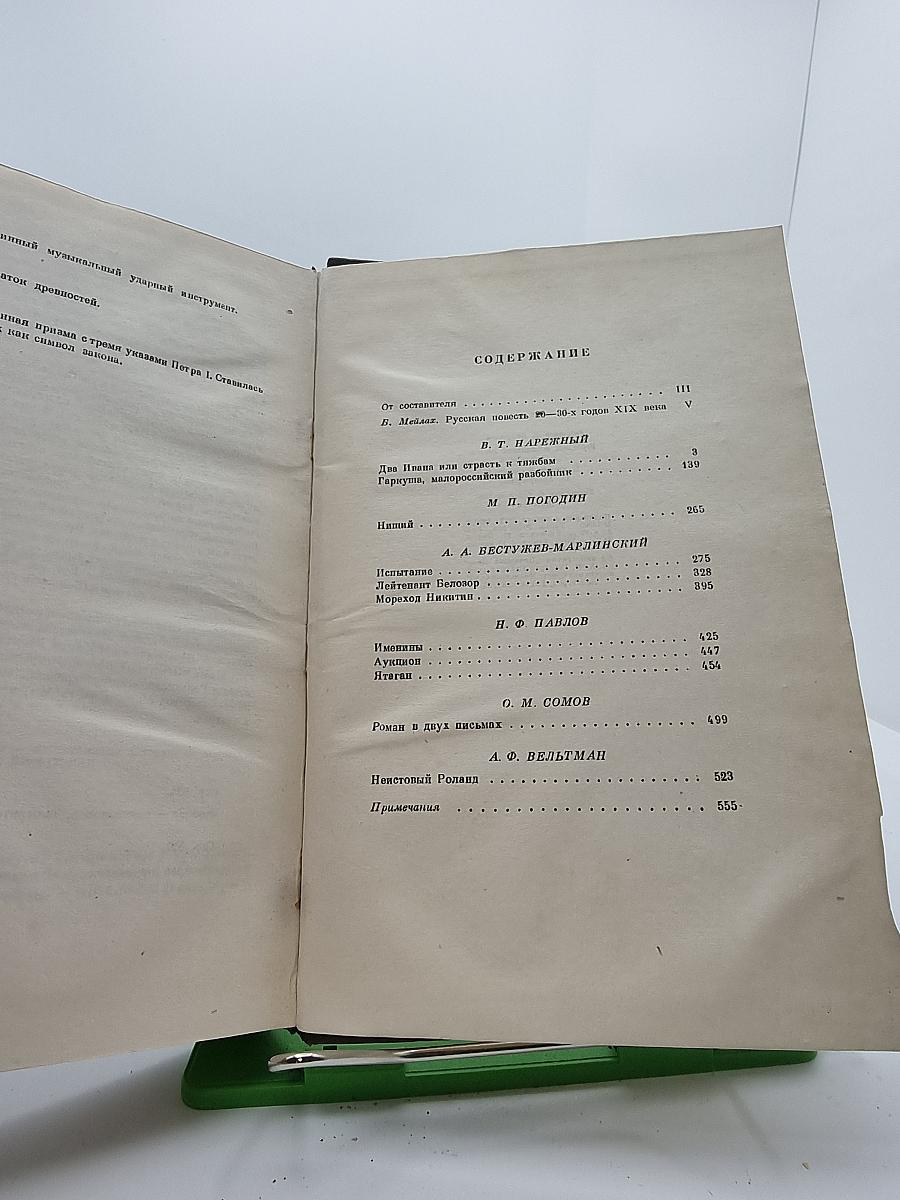 инный музыкальный ударный инструмент.
аток древностей.
нная призма с тремя указами Петра I. Ставилась
как символ закона.
СОДЕРЖАНИЕ
От составителя . . . . . . . . . . . . . . . . . . . . . . III
Б. Мейлах. Русская повесть 20—30-х годов XIX века V
В. Т. НАРЕЖНЫЙ
Два Ивана или страсть к тяжбам . . . . . . . . . . . 3
Гаркуша, малороссийский разбойник . . . . . . . . . . 139
М. П. ПОГОДИН
Нищий . . . . . . . . . . . . . . . . . . . . . . . . . . . . 265
А. А. БЕСТУЖЕВ-МАРЛИНСКИЙ
Испытание . . . . . . . . . . . . . . . . . . . . . . . . . 275
Лейтенант Белозор . . . . . . . . . . . . . . . . . . . 328
Мореход Никитин . . . . . . . . . . . . . . . . . . . . 395
Н. Ф. ПАВЛОВ
Именины . . . . . . . . . . . . . . . . . . . . . . . . . 425
Аукцион . . . . . . . . . . . . . . . . . . . . . . . . . 447
Ятаган . . . . . . . . . . . . . . . . . . . . . . . . . . 454
О. М. СОМОВ
Роман в двух письмах . . . . . . . . . . . . . . . . . 499
А. Ф. ВЕЛЬТМАН
Неистовый Роланд . . . . . . . . . . . . . . . . . . . 523
Примечания . . . . . . . . . . . . . . . . . . . . . . 555